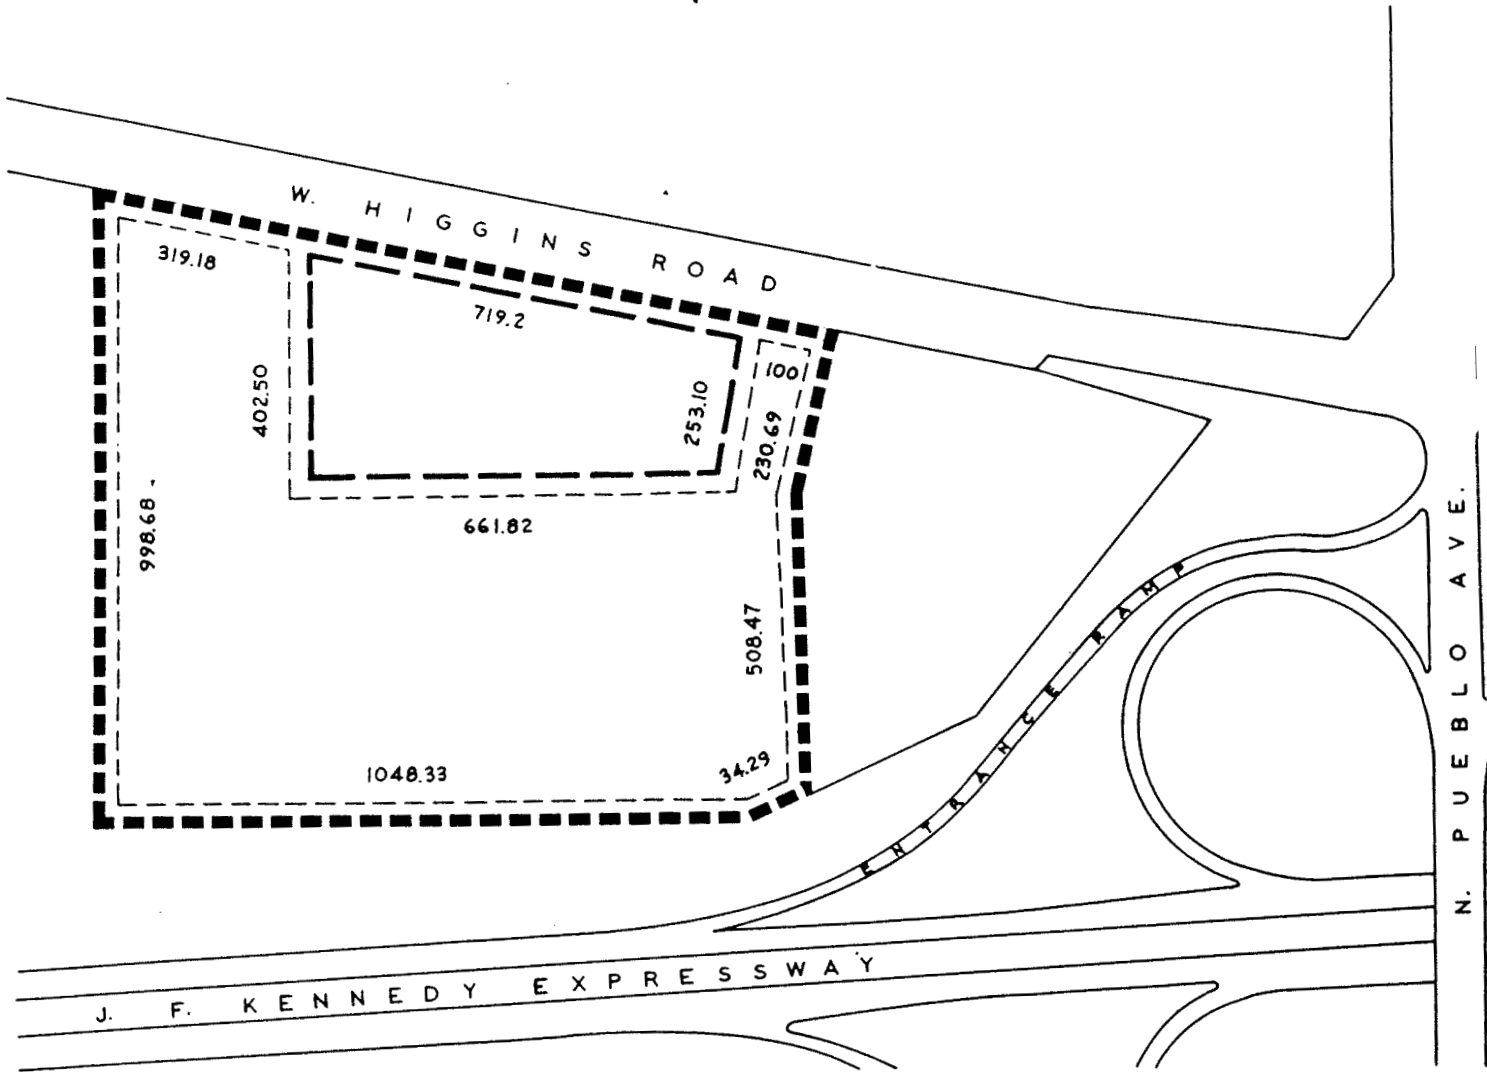 W. HIGGINS ROAD
319.18
719.2
100
402.50
253.10
230.69
998.68
661.82
508.47
1048.33
34.29
ENTRANCE RAMP
N. PUEBLO AVE.
J. F. KENNEDY EXPRESSWAY